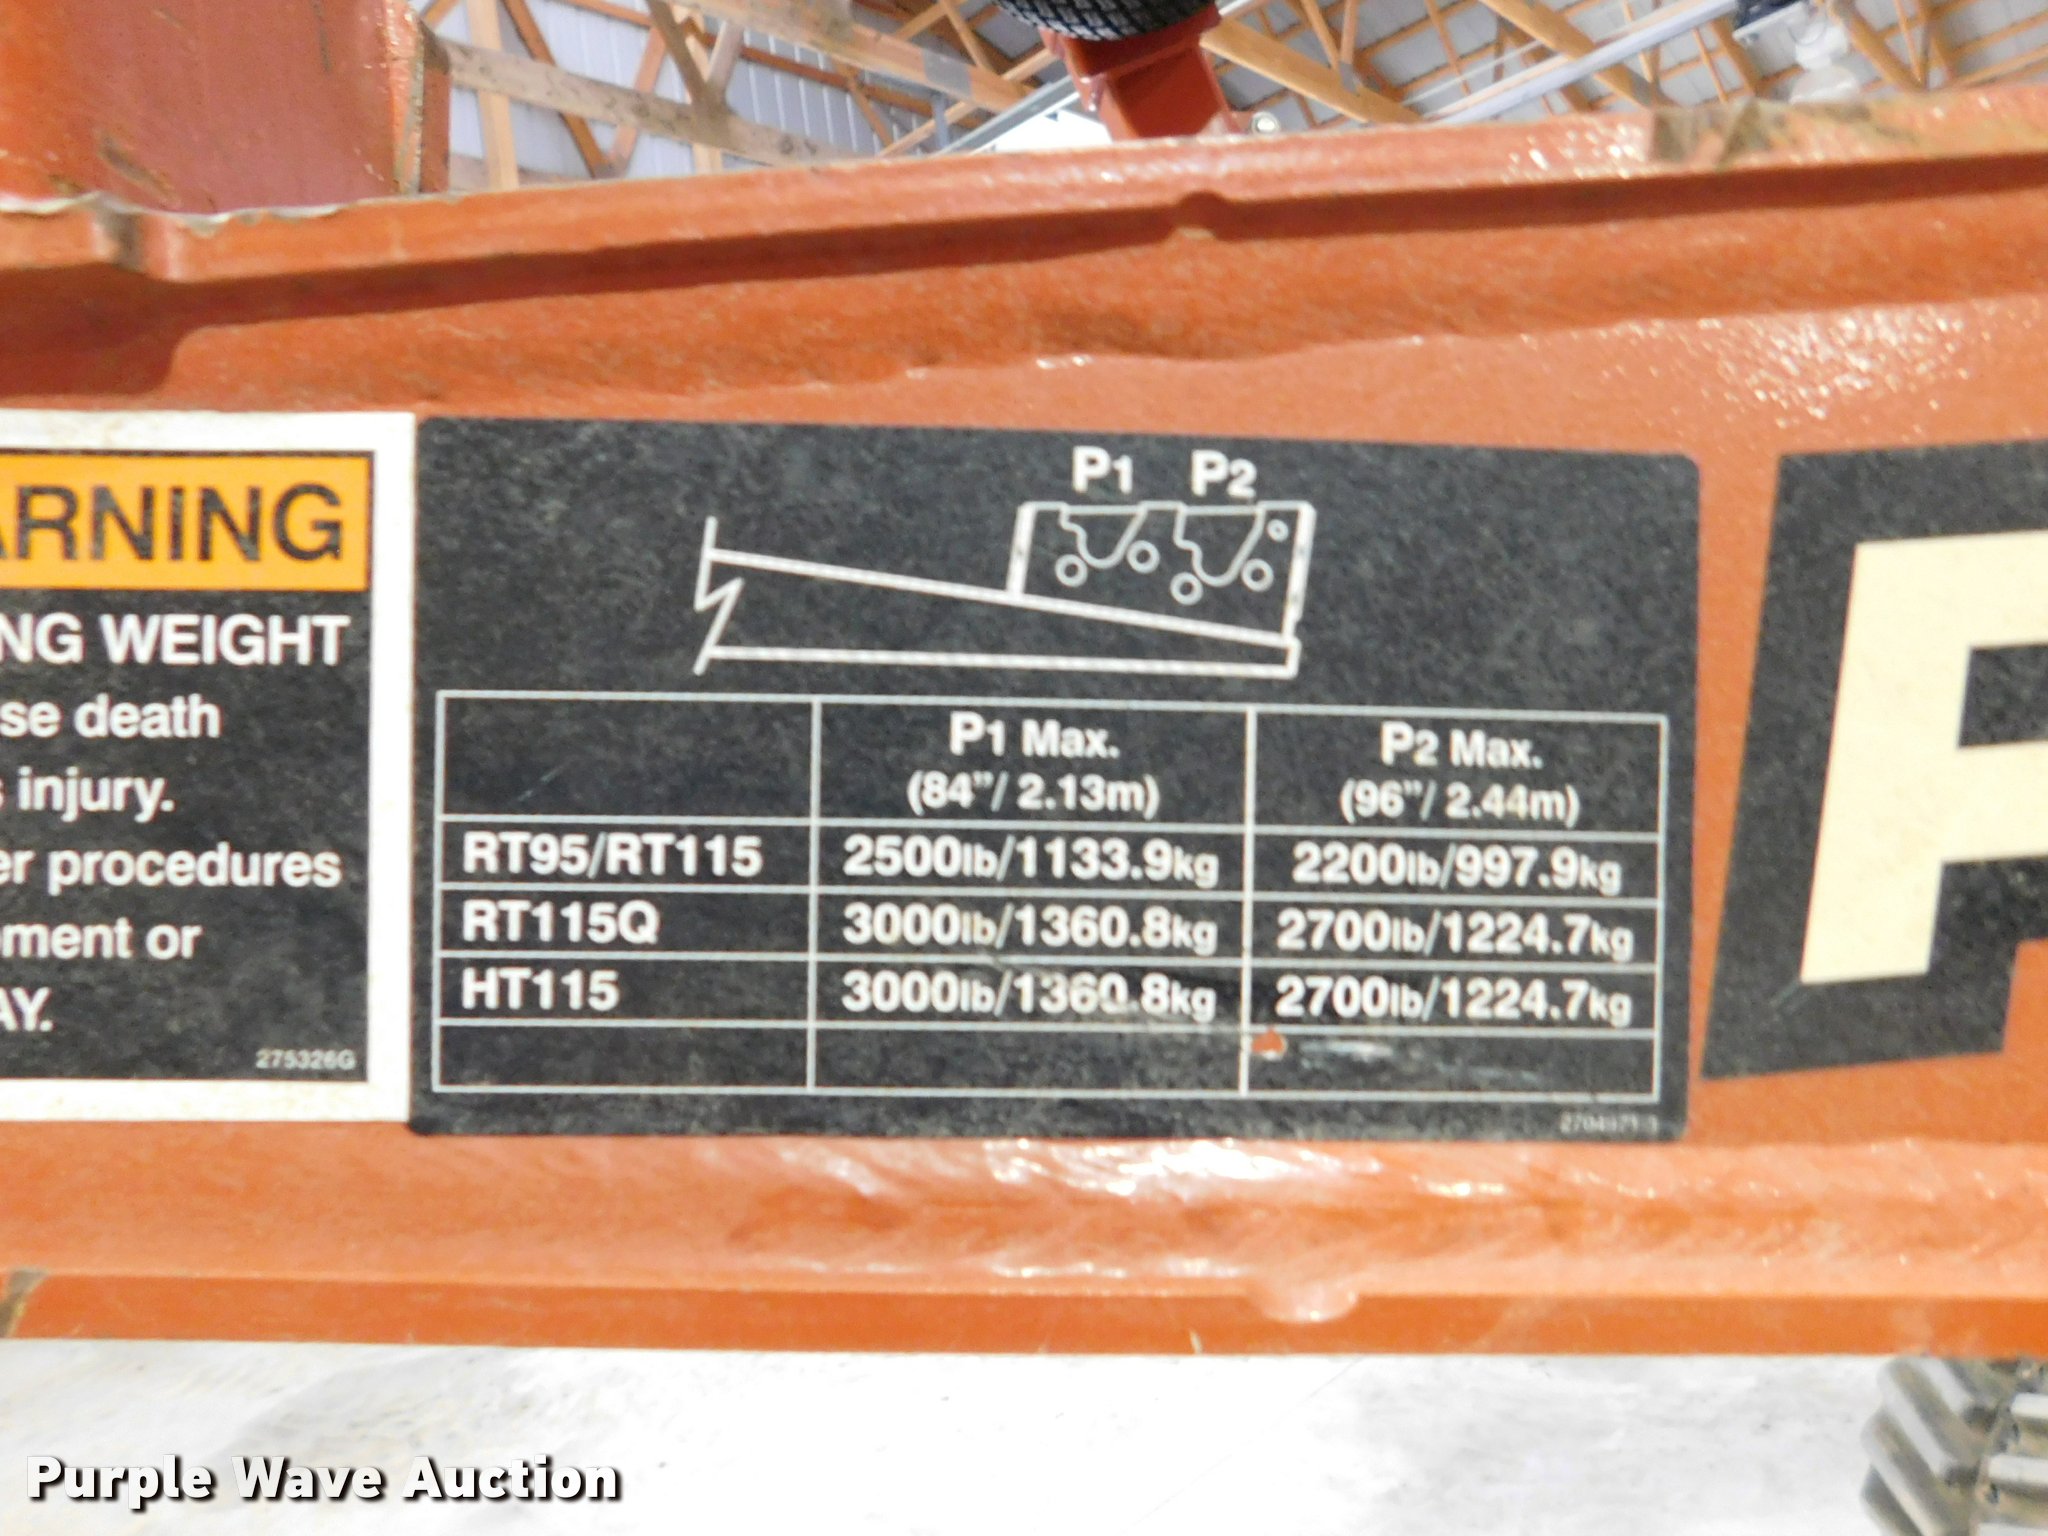 ARNING
NG WEIGHT
se death
s injury.
er procedures
ment or
AY.
275326G
P1 P2
P1 Max. P2 Max.
(84"/ 2.13m) (96"/ 2.44m)
RT95/RT115 2500lb/1133.9kg 2200lb/997.9kg
RT115Q 3000lb/1360.8kg 2700lb/1224.7kg
HT115 3000lb/1360.8kg 2700lb/1224.7kg
Purple Wave Auction